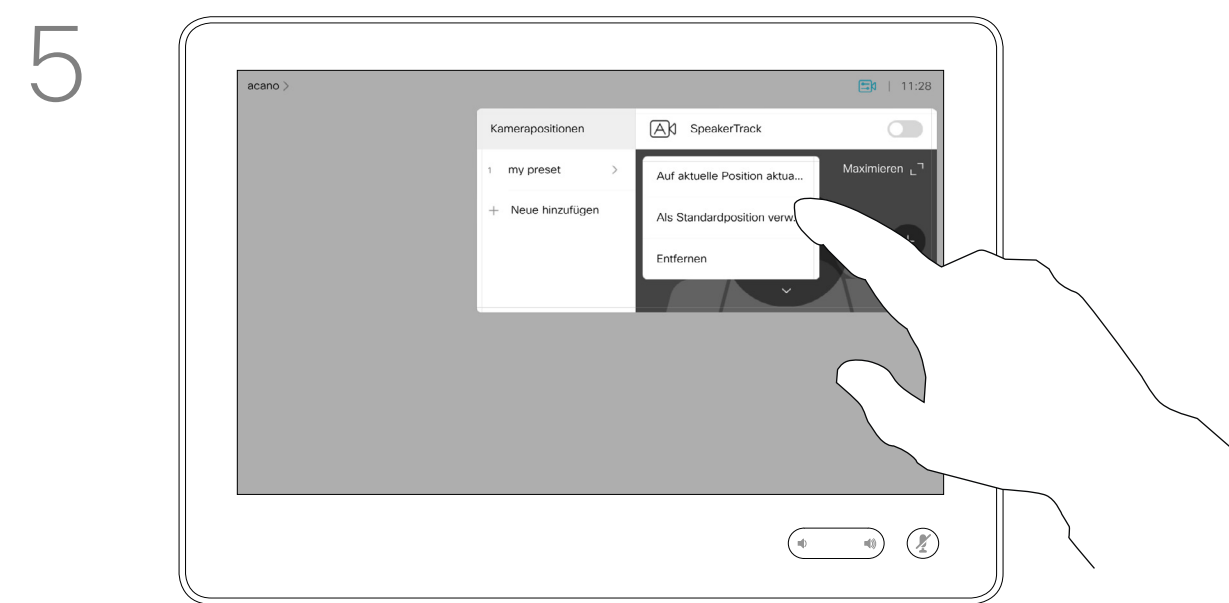 5
acano >
11:28
Kamerapositionen
SpeakerTrack
1 my preset >
Maximieren
Auf aktuelle Position aktua...
+ Neue hinzufügen
Als Standardposition verw...
Entfernen